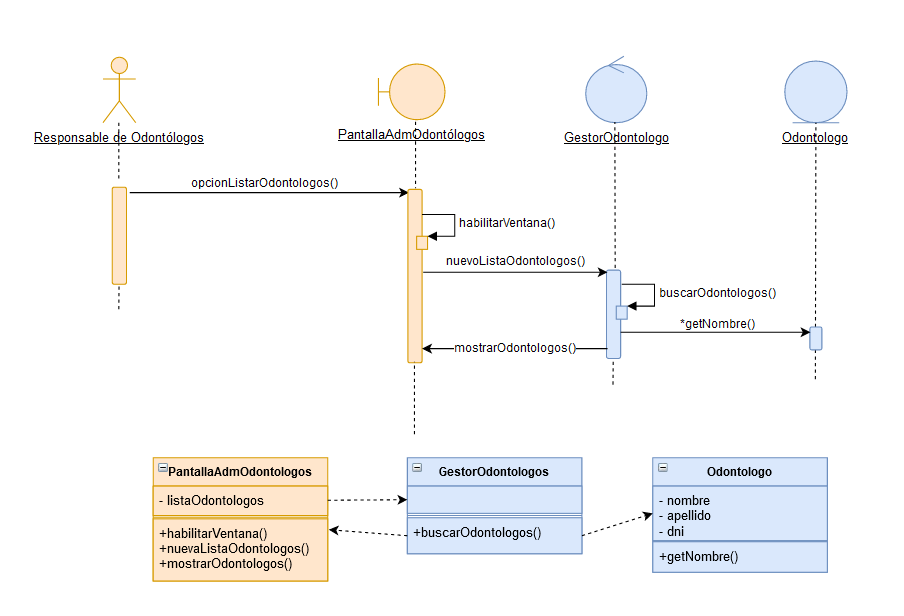 Responsable de Odontólogos
PantallaAdmOdontólogos
GestorOdontologo
Odontologo
opcionListarOdontologos()
habilitarVentana()
nuevoListaOdontologos()
buscarOdontologos()
*getNombre()
mostrarOdontologos()
PantallaAdmOdontologos
- listaOdontologos
+habilitarVentana()
+nuevaListaOdontologos()
+mostrarOdontologos()
GestorOdontologos
+buscarOdontologos()
Odontologo
- nombre
- apellido
- dni
+getNombre()